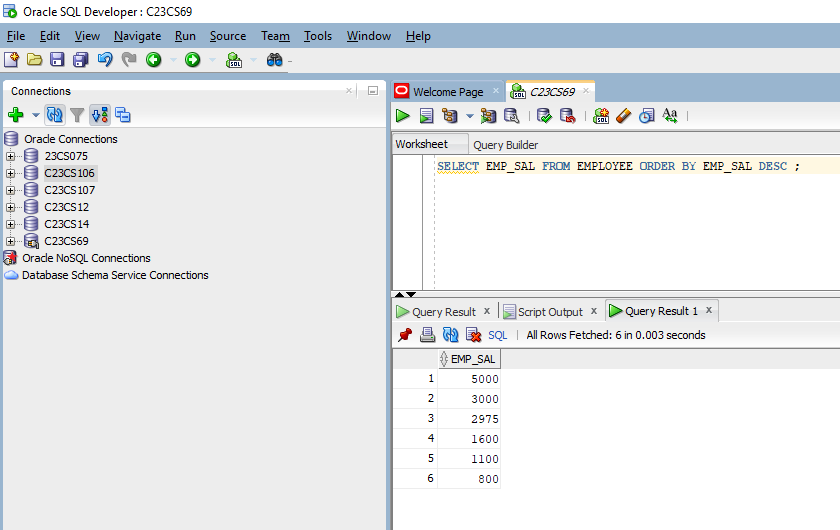 Oracle SQL Developer : C23CS69
File Edit View Navigate Run Source Team Tools Window Help
SQL
Connections
Oracle Connections
23CS075
C23CS106
C23CS107
C23CS12
C23CS14
C23CS69
Oracle NoSQL Connections
Database Schema Service Connections
Welcome Page C23CS69
SQL Aa
Worksheet Query Builder
SELECT EMP_SAL FROM EMPLOYEE ORDER BY EMP_SAL DESC ;
Query Result x Script Output x Query Result 1 x
SQL | All Rows Fetched: 6 in 0.003 seconds
EMP_SAL
1 5000
2 3000
3 2975
4 1600
5 1100
6 800